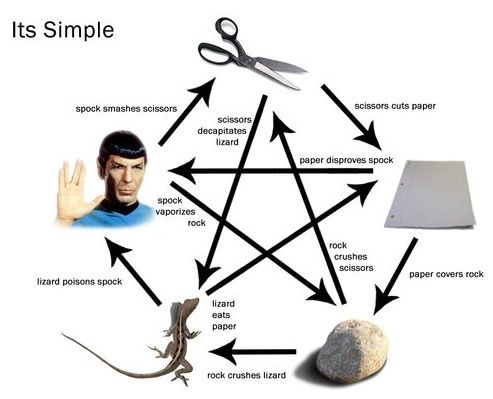 Its Simple
spock smashes scissors
scissors cuts paper
scissors
decapitates
lizard
paper disproves spock
spock
vaporizes
rock
rock
crushes
scissors
paper covers rock
lizard poisons spock
lizard
eats
paper
rock crushes lizard